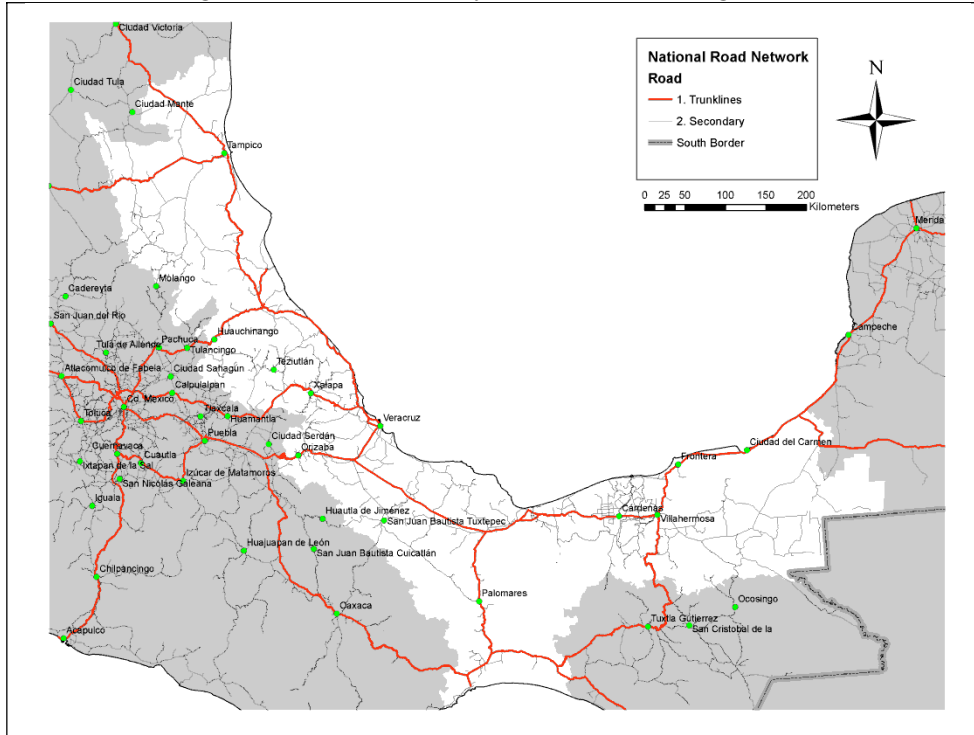 Ciudad Victoria
National Road Network
Road
1. Trunklines
2. Secondary
South Border
N
0 25 50 100 150 200
Kilometers
Ciudad Tula
Ciudad Mante
Tampico
Merida
Molango
Cadereyta
San Juan del Rio
Campeche
Huauchinango
Tula de Allende
Pachuca
Tulancingo
Teziutlán
Atlacomulco de Fabela
Ciudad Sahagun
Calpulalpan
Xalapa
Cd. Mexico
Toluca
Tlaxcala
Huamantla
Veracruz
Puebla
Ciudad Serdán
Orizaba
Ciudad del Carmen
Cuernavaca
Cuautla
Frontera
Ixtapan de la Sal
Izúcar de Matamoros
San Nicolas Galeana
Iguala
Huautla de Jiménez
San Juan Bautista Tuxtepec
Cárdenas
Villahermosa
Huajuapan de León
San Juan Bautista Cuicatlán
Chilpancingo
Palomares
Ocosingo
Oaxaca
Tuxtla Gutierrez
San Cristobal de la
Acapulco